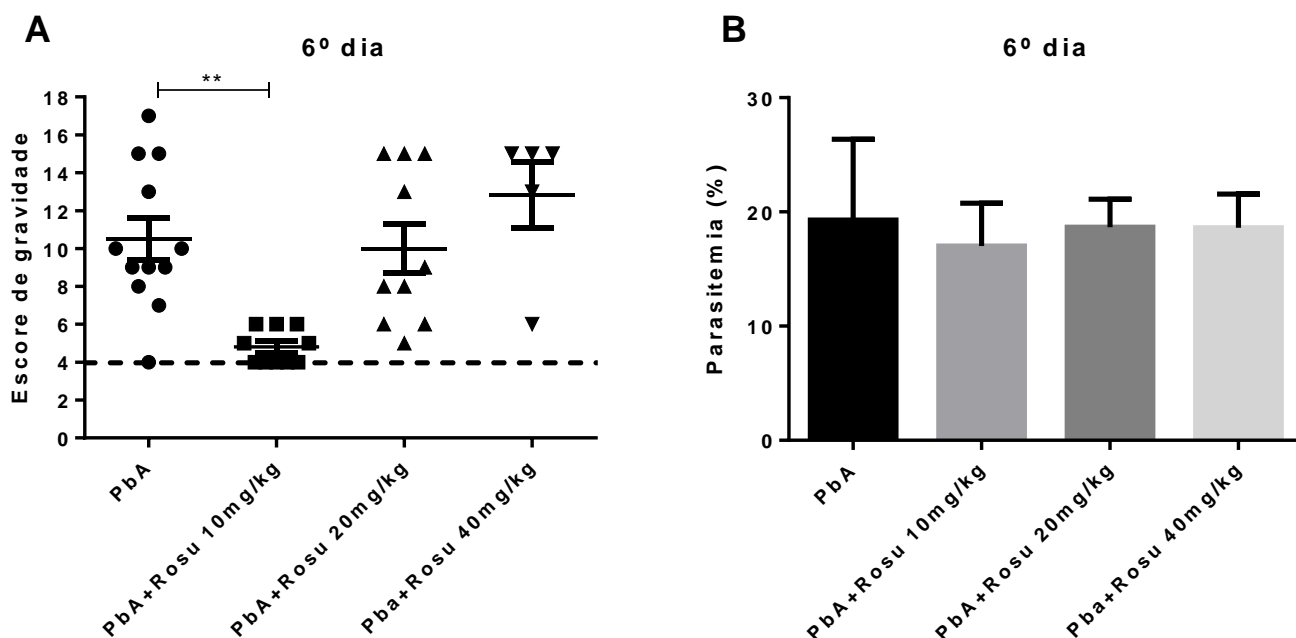 A
6º dia
**
Escore de gravidade
18
16
14
12
10
8
6
4
2
0
PbA
PbA+Rosu 10mg/kg
PbA+Rosu 20mg/kg
Pba+Rosu 40mg/kg
B
6º dia
Parasitemia (%)
30
20
10
0
PbA
PbA+Rosu 10mg/kg
PbA+Rosu 20mg/kg
Pba+Rosu 40mg/kg